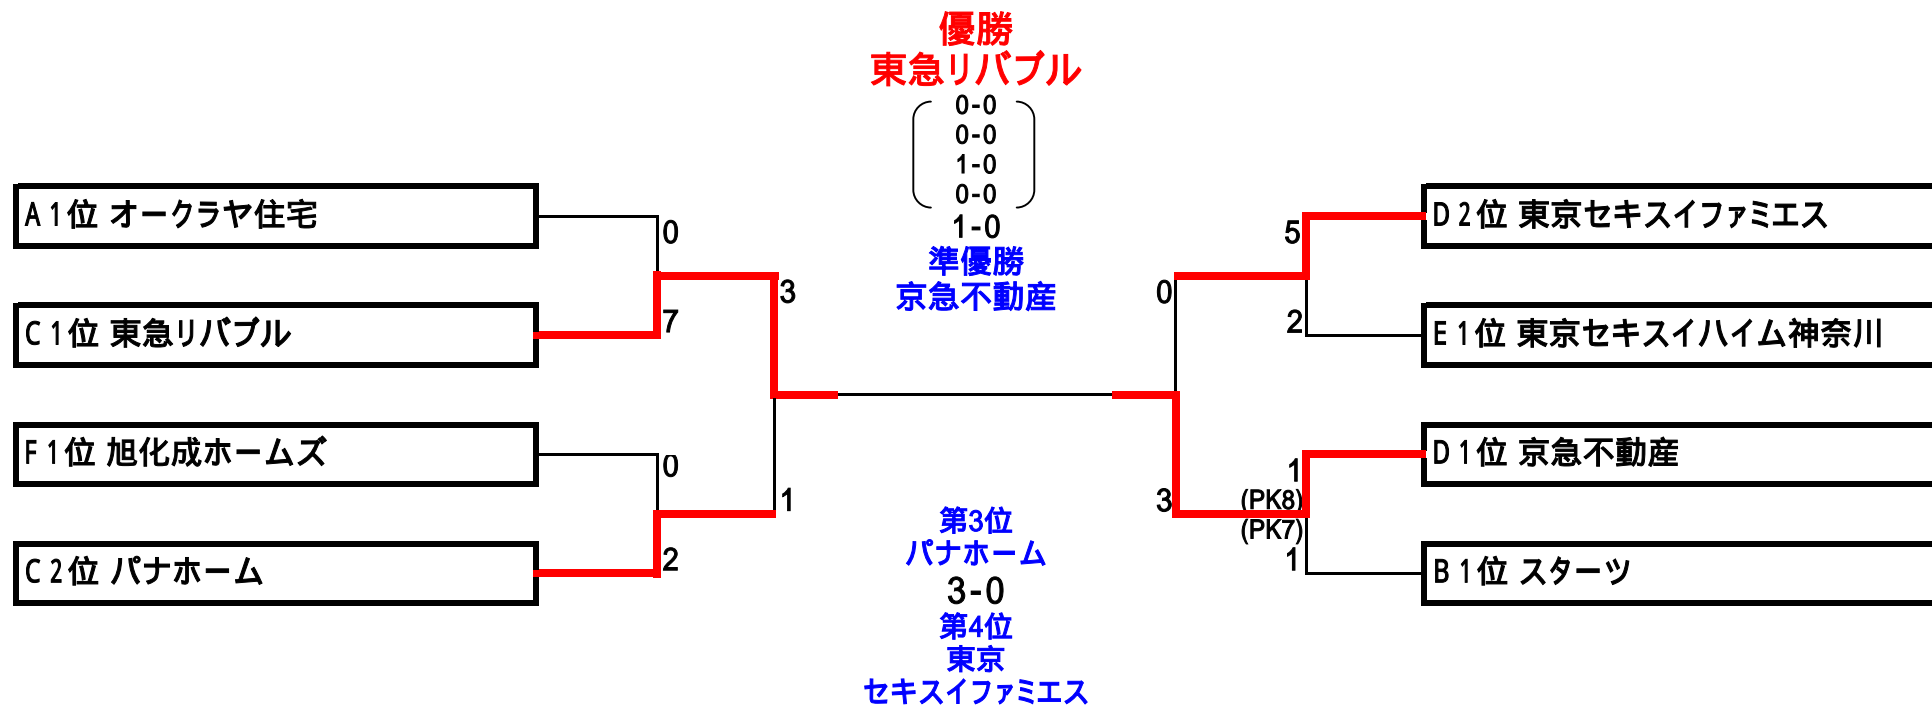 優勝
東急リバブル
0-0
0-0
1-0
0-0
1-0
準優勝
京急不動産
A1位 オークラヤ住宅
0
C1位 東急リバブル
7
3
F1位 旭化成ホームズ
0
C2位 パナホーム
2
1
D2位 東京セキスイファミエス
5
E1位 東京セキスイハイム神奈川
2
0
D1位 京急不動産
1
(PK8)
3
(PK7)
1
B1位 スターツ
第3位
パナホーム
3-0
第4位
東京
セキスイファミエス